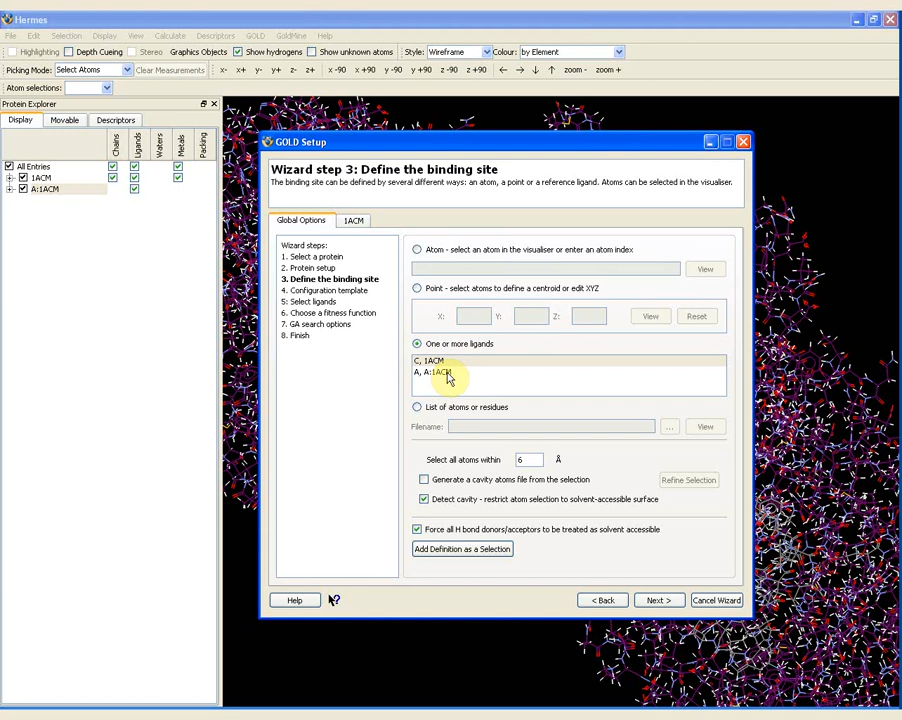 Hermes
File Edit Selection Display View Calculate Descriptors GOLD GoldMine Help
Highlighting Depth Cueing Stereo Graphics Objects Show hydrogens Show unknown atoms Style: Wireframe Colour: by Element
Picking Mode: Select Atoms Clear Measurements x- x+ y- y+ z- z+ x -90 x +90 y -90 y +90 z -90 z +90 ← → ↓ ↑ zoom - zoom +
Atom selections:
Protein Explorer
Display Movable Descriptors
Chains Ligands Waters Metals Packing
All Entries
1ACM
A:1ACM
GOLD Setup
Wizard step 3: Define the binding site
The binding site can be defined by several different ways: an atom, a point or a reference ligand. Atoms can be selected in the visualiser.
Global Options 1ACM
Wizard steps:
1. Select a protein
2. Protein setup
3. Define the binding site
4. Configuration template
5: Select ligands
6. Choose a fitness function
7: GA search options
8. Finish
Atom - select an atom in the visualiser or enter an atom index
View
Point - select atoms to define a centroid or edit XYZ
X: Y: Z: View Reset
One or more ligands
C, 1ACM
A, A:1ACM
List of atoms or residues
Filename: ... View
Select all atoms within 6 Å
Generate a cavity atoms file from the selection Refine Selection
Detect cavity - restrict atom selection to solvent-accessible surface
Force all H bond donors/acceptors to be treated as solvent accessible
Add Definition as a Selection
Help ? < Back Next > Cancel Wizard